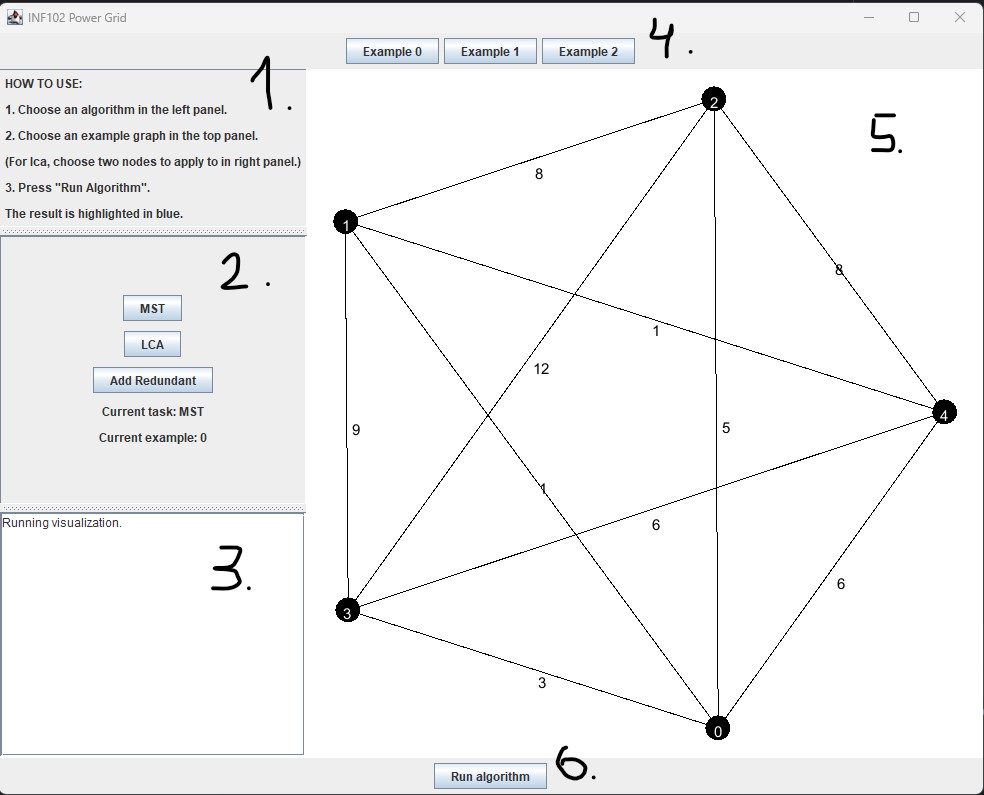 INF102 Power Grid
Example 0 Example 1 Example 2
4.
1.
HOW TO USE:
1. Choose an algorithm in the left panel.
2. Choose an example graph in the top panel.
(For lca, choose two nodes to apply to in right panel.)
3. Press "Run Algorithm".
The result is highlighted in blue.
2.
MST
LCA
Add Redundant
Current task: MST
Current example: 0
3.
Running visualization.
5.
2
8
1
8
1
12
4
9
5
1
6
6
3
3
0
6.
Run algorithm